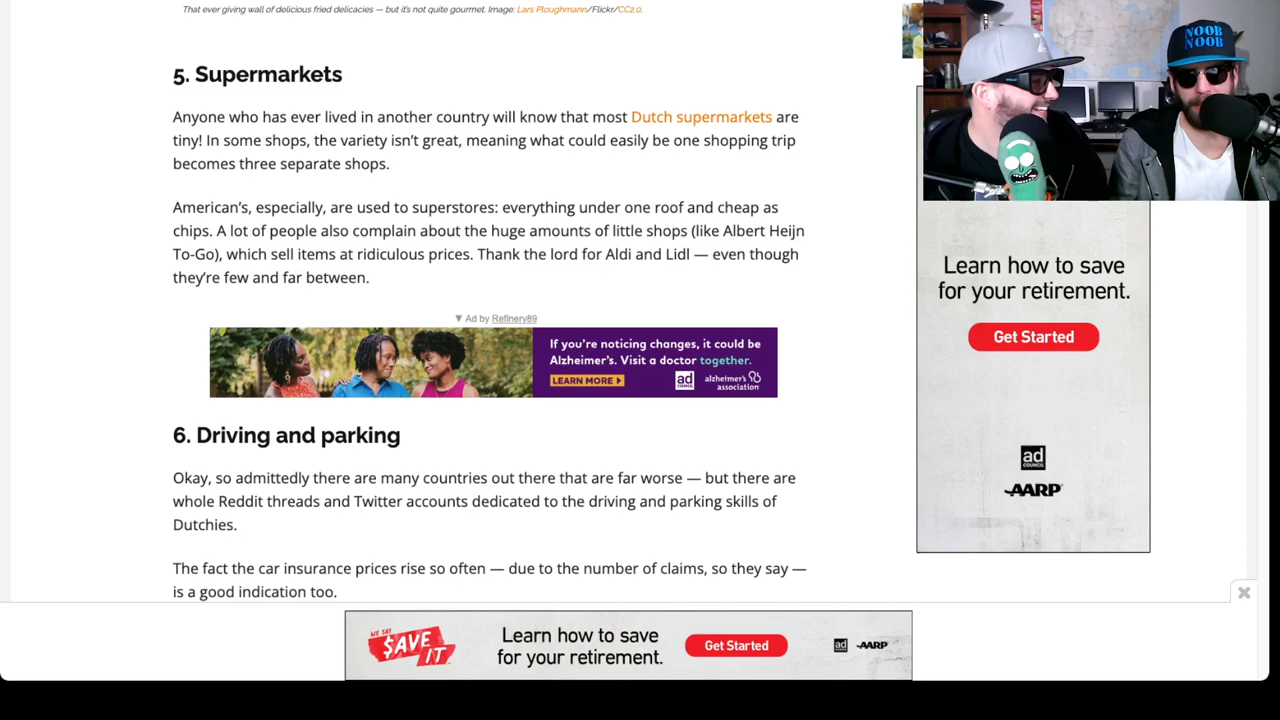 That ever giving wall of delicious fried delicacies — but it's not quite gourmet. Image: Lars Ploughmann/Flickr/CC2.0.
5. Supermarkets
Anyone who has ever lived in another country will know that most Dutch supermarkets are
tiny! In some shops, the variety isn't great, meaning what could easily be one shopping trip
becomes three separate shops.
American's, especially, are used to superstores: everything under one roof and cheap as
chips. A lot of people also complain about the huge amounts of little shops (like Albert Heijn
To-Go), which sell items at ridiculous prices. Thank the lord for Aldi and Lidl — even though
they're few and far between.
▼ Ad by Refinery89
If you're noticing changes, it could be
Alzheimer's. Visit a doctor together.
LEARN MORE
ad
COUNCIL
alzheimer's
association
6. Driving and parking
Okay, so admittedly there are many countries out there that are far worse — but there are
whole Reddit threads and Twitter accounts dedicated to the driving and parking skills of
Dutchies.
The fact the car insurance prices rise so often — due to the number of claims, so they say —
is a good indication too.
NOOB
NOOB
Learn how to save
for your retirement.
Get Started
ad
COUNCIL
AARP
WE SAY
$AVE
IT
Learn how to save
for your retirement.
Get Started
ad
AARP